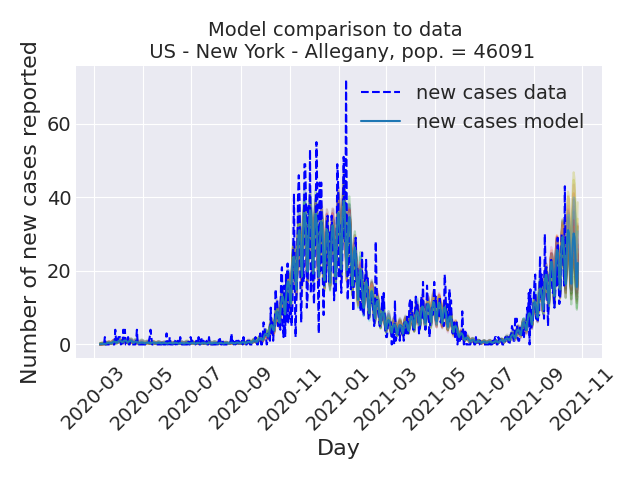 Model comparison to data
US - New York - Allegany, pop. = 46091
Number of new cases reported
60
40
20
0
new cases data
new cases model
2020-03
2020-05
2020-07
2020-09
2020-11
2021-01
2021-03
2021-05
2021-07
2021-09
2021-11
Day